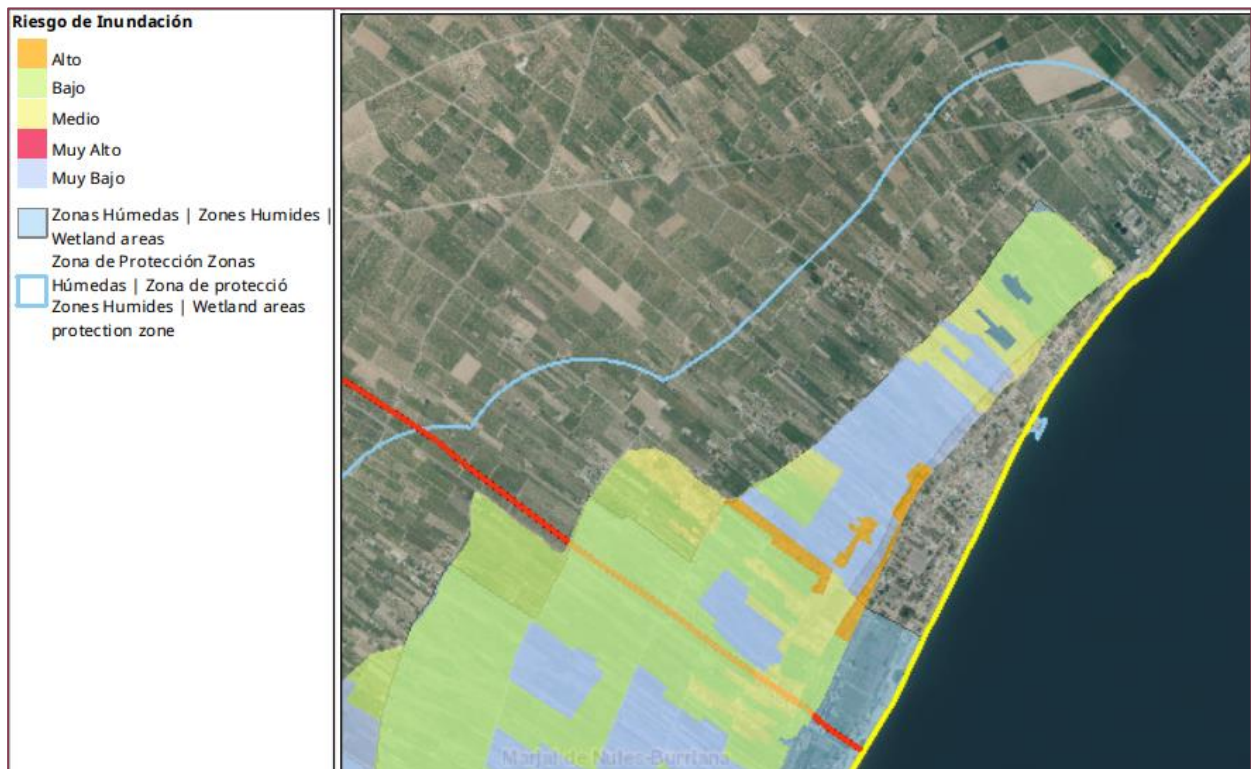 Riesgo de Inundación
Alto
Bajo
Medio
Muy Alto
Muy Bajo
Zonas Húmedas | Zones Humides |
Wetland areas
Zona de Protección Zonas
Húmedas | Zona de protecció
Zones Humides | Wetland areas
protection zone
Marjal de Nules-Burriana